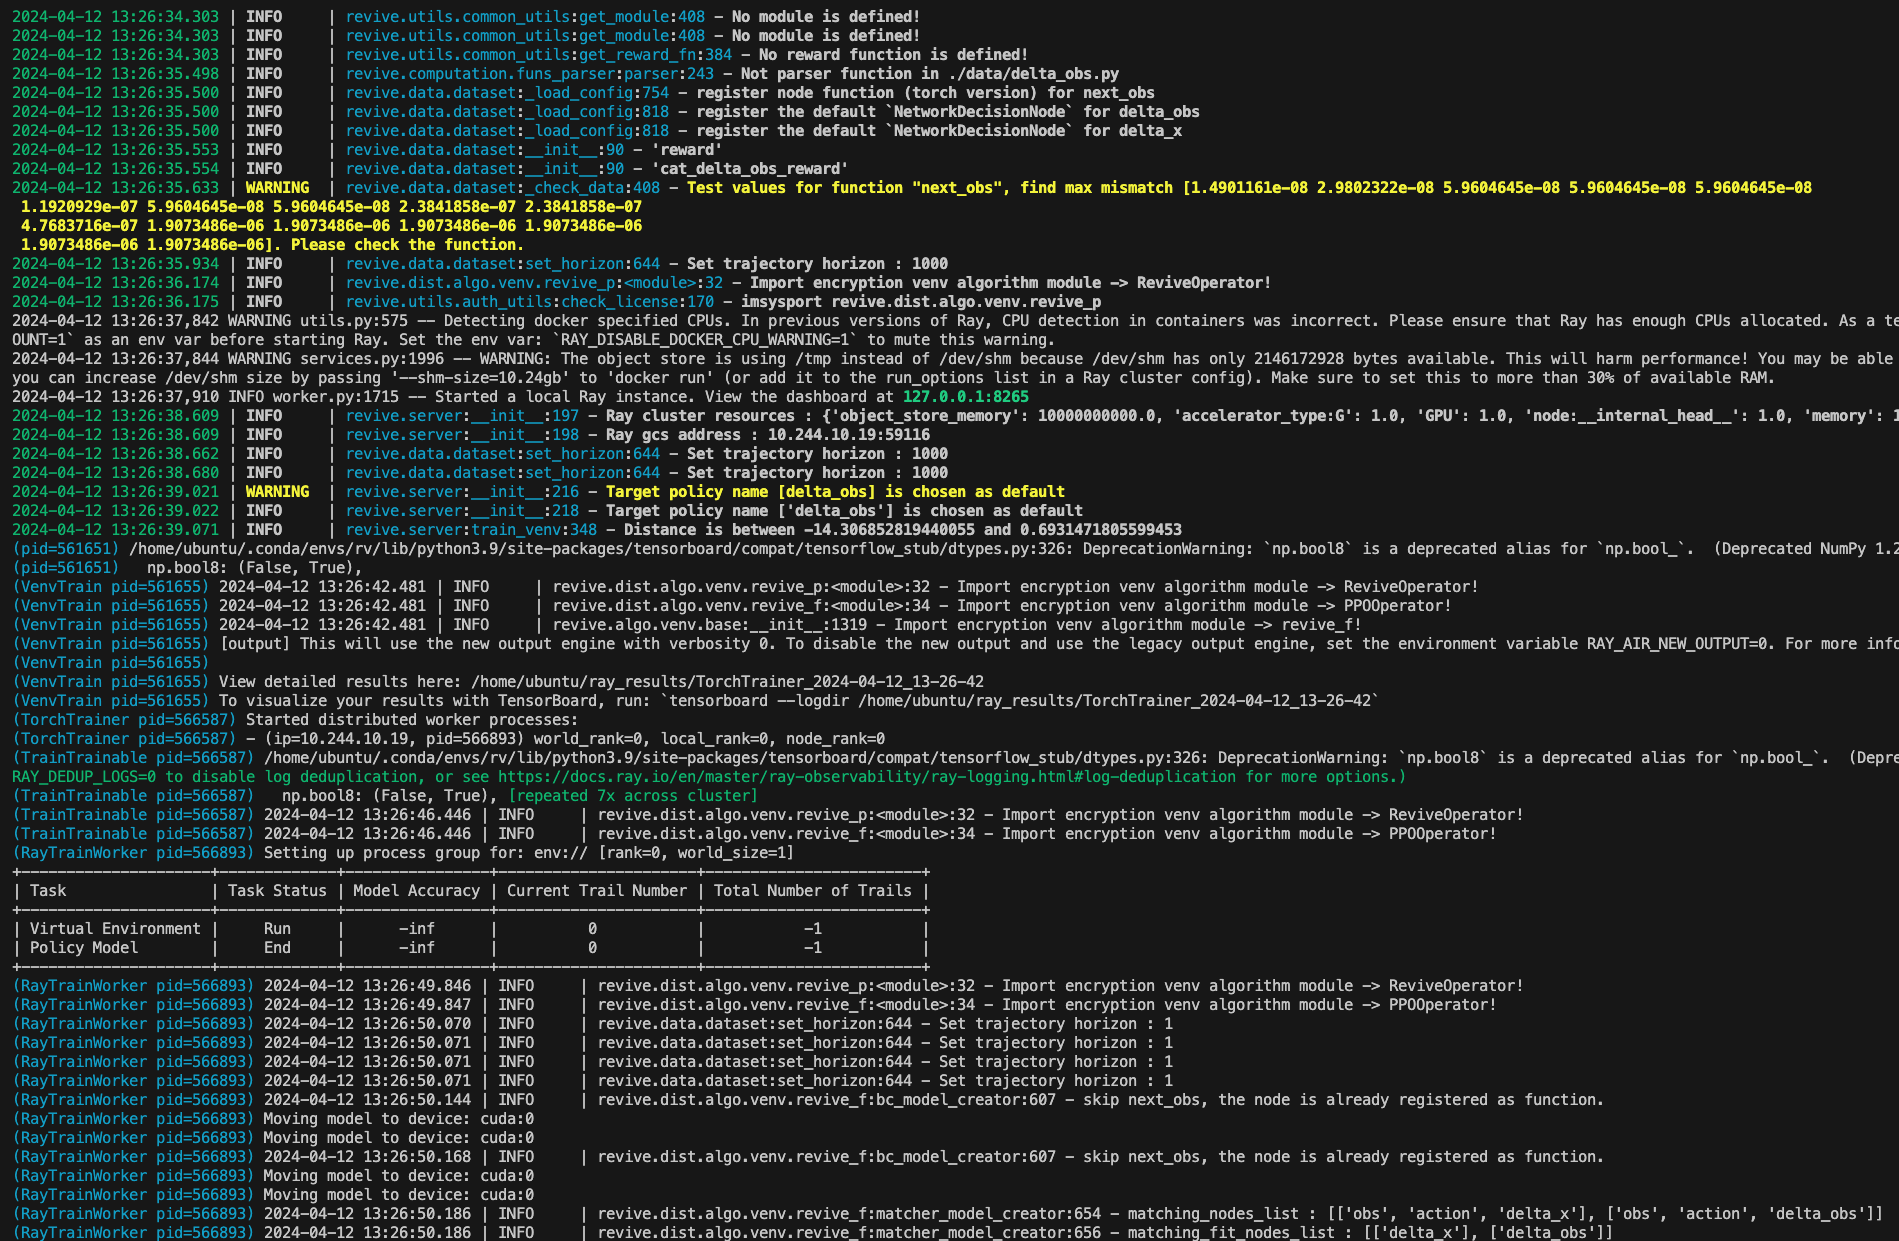 2024-04-12 13:26:34.303 | INFO     | revive.utils.common_utils:get_module:408 - No module is defined!
2024-04-12 13:26:34.303 | INFO     | revive.utils.common_utils:get_module:408 - No module is defined!
2024-04-12 13:26:34.303 | INFO     | revive.utils.common_utils:get_reward_fn:384 - No reward function is defined!
2024-04-12 13:26:35.498 | INFO     | revive.computation.funs_parser:parser:243 - Not parser function in ./data/delta_obs.py
2024-04-12 13:26:35.500 | INFO     | revive.data.dataset:_load_config:754 - register node function (torch version) for next_obs
2024-04-12 13:26:35.500 | INFO     | revive.data.dataset:_load_config:818 - register the default `NetworkDecisionNode` for delta_obs
2024-04-12 13:26:35.500 | INFO     | revive.data.dataset:_load_config:818 - register the default `NetworkDecisionNode` for delta_x
2024-04-12 13:26:35.553 | INFO     | revive.data.dataset:__init__:90 - 'reward'
2024-04-12 13:26:35.554 | INFO     | revive.data.dataset:__init__:90 - 'cat_delta_obs_reward'
2024-04-12 13:26:35.633 | WARNING  | revive.data.dataset:_check_data:408 - Test values for function "next_obs", find max mismatch [1.4901161e-08 2.9802322e-08 5.9604645e-08 5.9604645e-08 5.9604645e-08
 1.1920929e-07 5.9604645e-08 5.9604645e-08 2.3841858e-07 2.3841858e-07
 4.7683716e-07 1.9073486e-06 1.9073486e-06 1.9073486e-06 1.9073486e-06
 1.9073486e-06 1.9073486e-06]. Please check the function.
2024-04-12 13:26:35.934 | INFO     | revive.data.dataset:set_horizon:644 - Set trajectory horizon : 1000
2024-04-12 13:26:36.174 | INFO     | revive.dist.algo.venv.revive_p:<module>:32 - Import encryption venv algorithm module -> ReviveOperator!
2024-04-12 13:26:36.175 | INFO     | revive.utils.auth_utils:check_license:170 - imsysport revive.dist.algo.venv.revive_p
2024-04-12 13:26:37,842 WARNING utils.py:575 -- Detecting docker specified CPUs. In previous versions of Ray, CPU detection in containers was incorrect. Please ensure that Ray has enough CPUs allocated. As a te
OUNT=1` as an env var before starting Ray. Set the env var: `RAY_DISABLE_DOCKER_CPU_WARNING=1` to mute this warning.
2024-04-12 13:26:37,844 WARNING services.py:1996 -- WARNING: The object store is using /tmp instead of /dev/shm because /dev/shm has only 2146172928 bytes available. This will harm performance! You may be able
you can increase /dev/shm size by passing '--shm-size=10.24gb' to 'docker run' (or add it to the run_options list in a Ray cluster config). Make sure to set this to more than 30% of available RAM.
2024-04-12 13:26:37,910 INFO worker.py:1715 -- Started a local Ray instance. View the dashboard at 127.0.0.1:8265
2024-04-12 13:26:38.609 | INFO     | revive.server:__init__:197 - Ray cluster resources : {'object_store_memory': 10000000000.0, 'accelerator_type:G': 1.0, 'GPU': 1.0, 'node:__internal_head__': 1.0, 'memory': 1
2024-04-12 13:26:38.609 | INFO     | revive.server:__init__:198 - Ray gcs address : 10.244.10.19:59116
2024-04-12 13:26:38.662 | INFO     | revive.data.dataset:set_horizon:644 - Set trajectory horizon : 1000
2024-04-12 13:26:38.680 | INFO     | revive.data.dataset:set_horizon:644 - Set trajectory horizon : 1000
2024-04-12 13:26:39.021 | WARNING  | revive.server:__init__:216 - Target policy name [delta_obs] is chosen as default
2024-04-12 13:26:39.022 | INFO     | revive.server:__init__:218 - Target policy name ['delta_obs'] is chosen as default
2024-04-12 13:26:39.071 | INFO     | revive.server:train_venv:348 - Distance is between -14.306852819440055 and 0.6931471805599453
(pid=561651) /home/ubuntu/.conda/envs/rv/lib/python3.9/site-packages/tensorboard/compat/tensorflow_stub/dtypes.py:326: DeprecationWarning: `np.bool8` is a deprecated alias for `np.bool_`.  (Deprecated NumPy 1.2
(pid=561651)   np.bool8: (False, True),
(VenvTrain pid=561655) 2024-04-12 13:26:42.481 | INFO     | revive.dist.algo.venv.revive_p:<module>:32 - Import encryption venv algorithm module -> ReviveOperator!
(VenvTrain pid=561655) 2024-04-12 13:26:42.481 | INFO     | revive.dist.algo.venv.revive_f:<module>:34 - Import encryption venv algorithm module -> PPOOperator!
(VenvTrain pid=561655) 2024-04-12 13:26:42.481 | INFO     | revive.algo.venv.base:__init__:1319 - Import encryption venv algorithm module -> revive_f!
(VenvTrain pid=561655) [output] This will use the new output engine with verbosity 0. To disable the new output and use the legacy output engine, set the environment variable RAY_AIR_NEW_OUTPUT=0. For more info
(VenvTrain pid=561655)
(VenvTrain pid=561655) View detailed results here: /home/ubuntu/ray_results/TorchTrainer_2024-04-12_13-26-42
(VenvTrain pid=561655) To visualize your results with TensorBoard, run: `tensorboard --logdir /home/ubuntu/ray_results/TorchTrainer_2024-04-12_13-26-42`
(TorchTrainer pid=566587) Started distributed worker processes:
(TorchTrainer pid=566587) - (ip=10.244.10.19, pid=566893) world_rank=0, local_rank=0, node_rank=0
(TrainTrainable pid=566587) /home/ubuntu/.conda/envs/rv/lib/python3.9/site-packages/tensorboard/compat/tensorflow_stub/dtypes.py:326: DeprecationWarning: `np.bool8` is a deprecated alias for `np.bool_`.  (Depre
RAY_DEDUP_LOGS=0 to disable log deduplication, or see https://docs.ray.io/en/master/ray-observability/ray-logging.html#log-deduplication for more options.)
(TrainTrainable pid=566587)   np.bool8: (False, True), [repeated 7x across cluster]
(TrainTrainable pid=566587) 2024-04-12 13:26:46.446 | INFO     | revive.dist.algo.venv.revive_p:<module>:32 - Import encryption venv algorithm module -> ReviveOperator!
(TrainTrainable pid=566587) 2024-04-12 13:26:46.446 | INFO     | revive.dist.algo.venv.revive_f:<module>:34 - Import encryption venv algorithm module -> PPOOperator!
(RayTrainWorker pid=566893) Setting up process group for: env:// [rank=0, world_size=1]
| Task                | Task Status | Model Accuracy | Current Trail Number | Total Number of Trails |
| Virtual Environment |     Run     |      -inf      |          0           |           -1           |
| Policy Model        |     End     |      -inf      |          0           |           -1           |
(RayTrainWorker pid=566893) 2024-04-12 13:26:49.846 | INFO     | revive.dist.algo.venv.revive_p:<module>:32 - Import encryption venv algorithm module -> ReviveOperator!
(RayTrainWorker pid=566893) 2024-04-12 13:26:49.847 | INFO     | revive.dist.algo.venv.revive_f:<module>:34 - Import encryption venv algorithm module -> PPOOperator!
(RayTrainWorker pid=566893) 2024-04-12 13:26:50.070 | INFO     | revive.data.dataset:set_horizon:644 - Set trajectory horizon : 1
(RayTrainWorker pid=566893) 2024-04-12 13:26:50.071 | INFO     | revive.data.dataset:set_horizon:644 - Set trajectory horizon : 1
(RayTrainWorker pid=566893) 2024-04-12 13:26:50.071 | INFO     | revive.data.dataset:set_horizon:644 - Set trajectory horizon : 1
(RayTrainWorker pid=566893) 2024-04-12 13:26:50.071 | INFO     | revive.data.dataset:set_horizon:644 - Set trajectory horizon : 1
(RayTrainWorker pid=566893) 2024-04-12 13:26:50.144 | INFO     | revive.dist.algo.venv.revive_f:bc_model_creator:607 - skip next_obs, the node is already registered as function.
(RayTrainWorker pid=566893) Moving model to device: cuda:0
(RayTrainWorker pid=566893) Moving model to device: cuda:0
(RayTrainWorker pid=566893) 2024-04-12 13:26:50.168 | INFO     | revive.dist.algo.venv.revive_f:bc_model_creator:607 - skip next_obs, the node is already registered as function.
(RayTrainWorker pid=566893) Moving model to device: cuda:0
(RayTrainWorker pid=566893) Moving model to device: cuda:0
(RayTrainWorker pid=566893) 2024-04-12 13:26:50.186 | INFO     | revive.dist.algo.venv.revive_f:matcher_model_creator:654 - matching_nodes_list : [['obs', 'action', 'delta_x'], ['obs', 'action', 'delta_obs']]
(RayTrainWorker pid=566893) 2024-04-12 13:26:50.186 | INFO     | revive.dist.algo.venv.revive_f:matcher_model_creator:656 - matching_fit_nodes_list : [['delta_x'], ['delta_obs']]